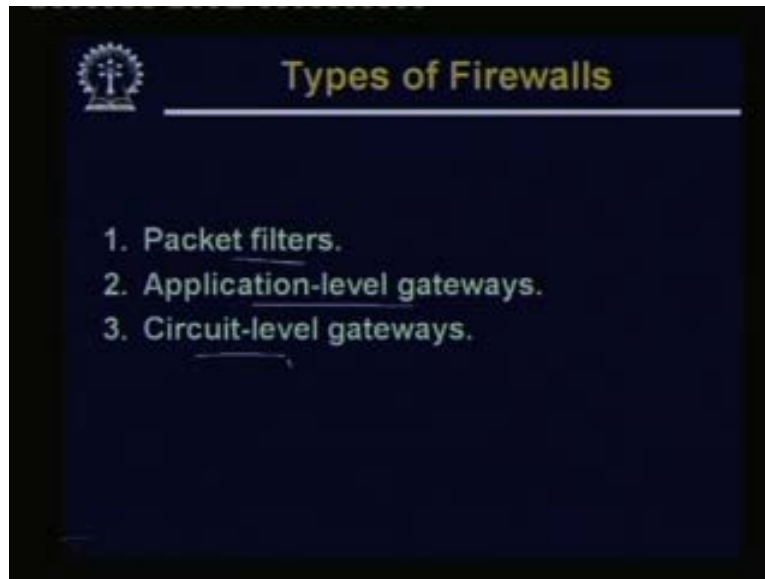 Types of Firewalls
1. Packet filters.
2. Application-level gateways.
3. Circuit-level gateways.